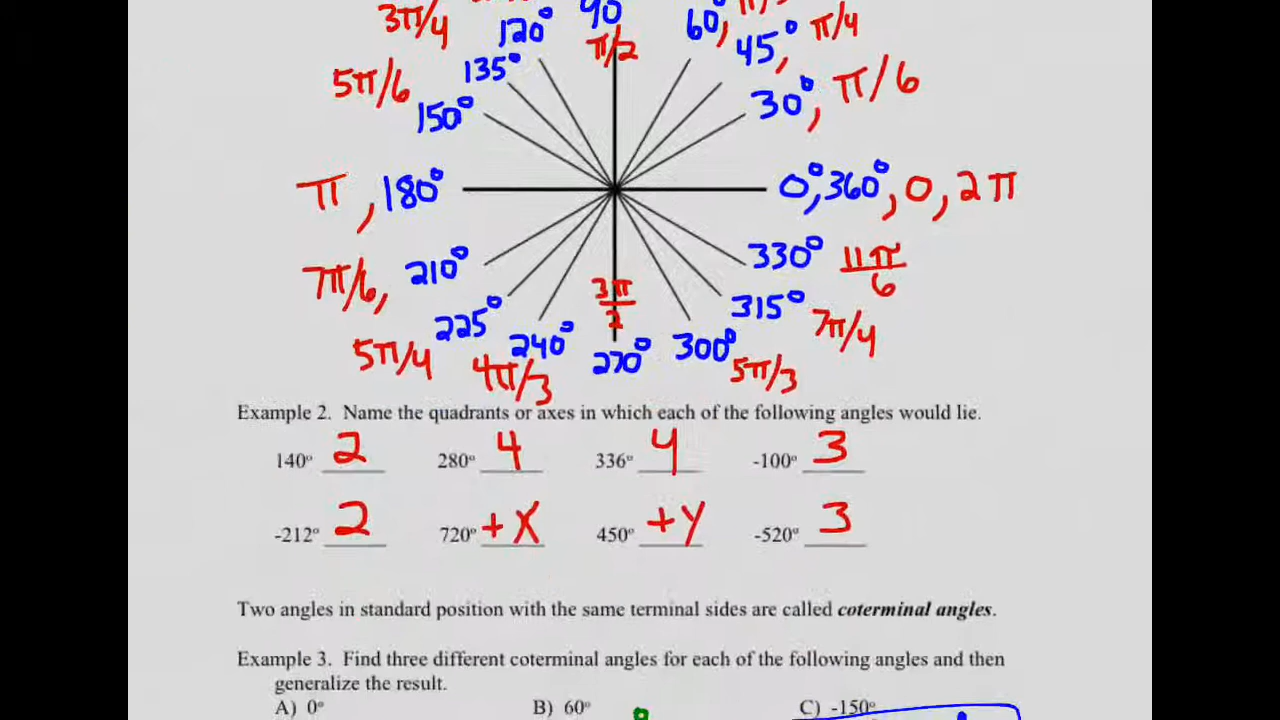 3π/4 120° 90° 60°, π/4
π/2 45°,
5π/6 135° π/6
150° 30°,
π, 180° 0°, 360°, 0, 2π
7π/6, 210° 330° 11π/6
225° 3π/2 315° 7π/4
5π/4 240° 270° 300°
4π/3 5π/3
Example 2. Name the quadrants or axes in which each of the following angles would lie.
140° 2 280° 4 336° 4 -100° 3
-212° 2 720° +X 450° +y -520° 3
Two angles in standard position with the same terminal sides are called coterminal angles.
Example 3. Find three different coterminal angles for each of the following angles and then
generalize the result.
A) 0° B) 60° C) -150°